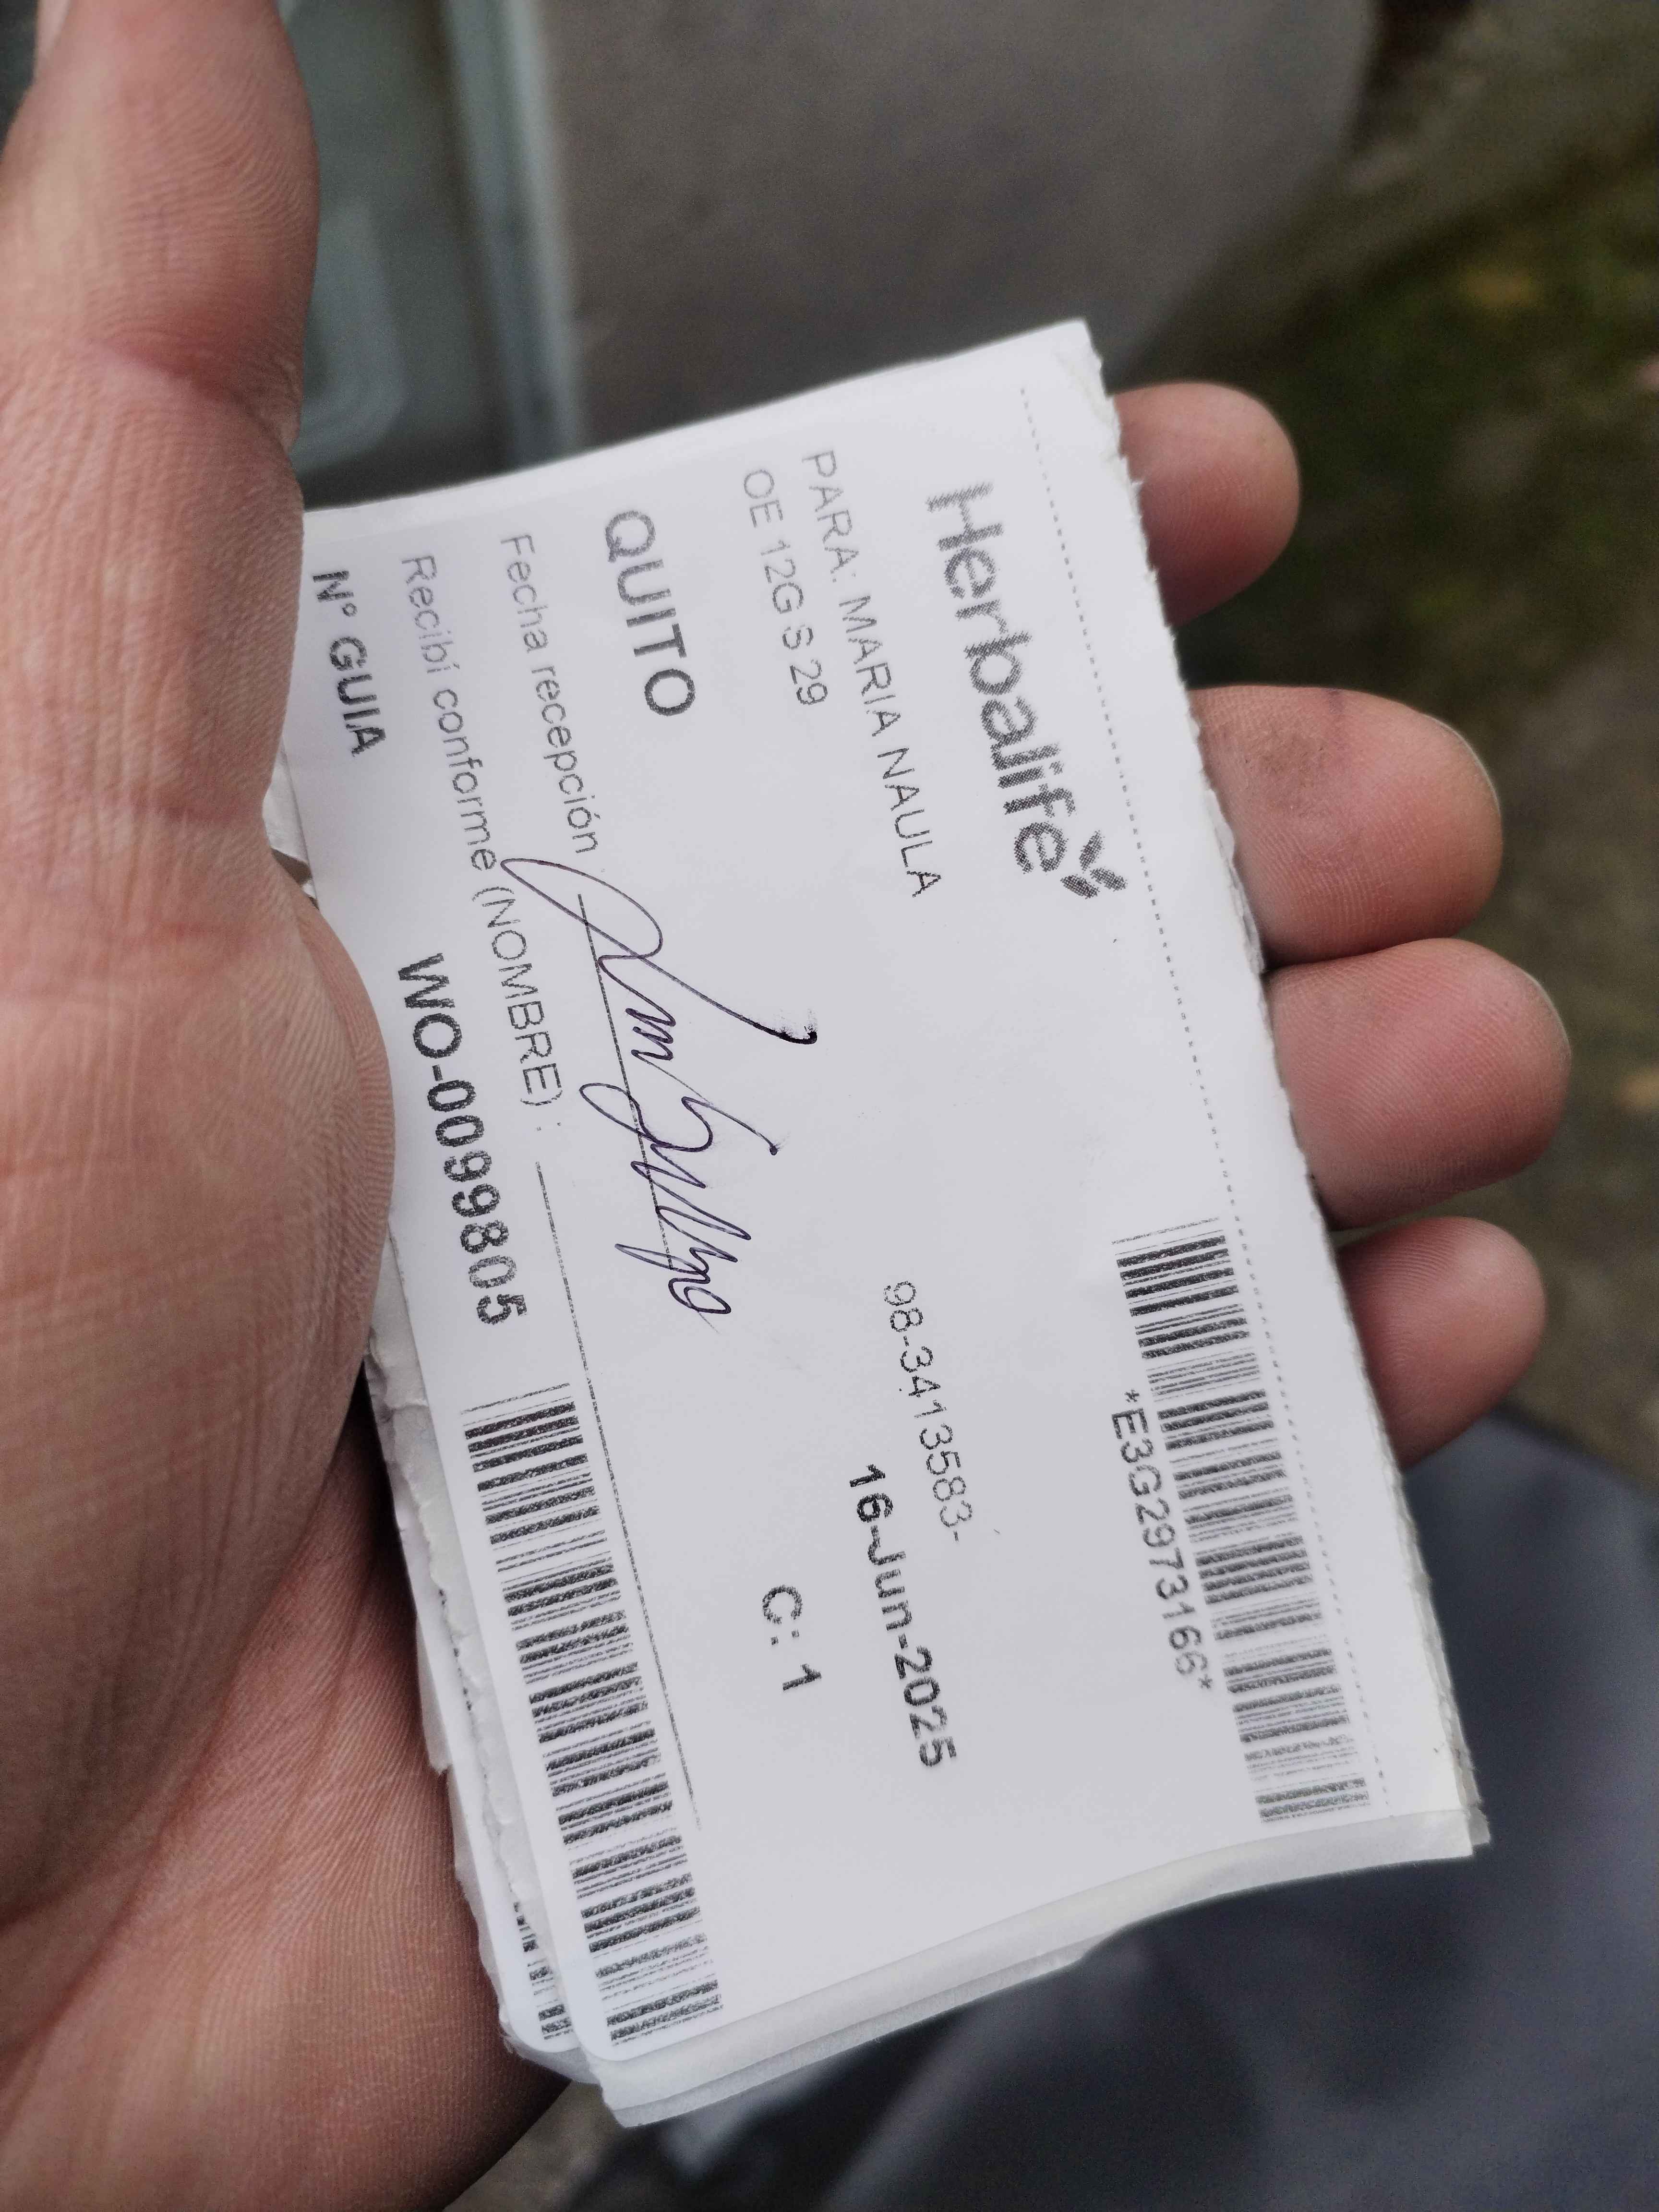 Herbalife
*E3G2973166*
PARA: MARIA NAULA
98-3413583-
OE 12G S 29
16-Jun-2025
QUITO
C: 1
Fecha recepción
Recibí conforme (NOMBRE) :
N° GUIA
WO-0099805